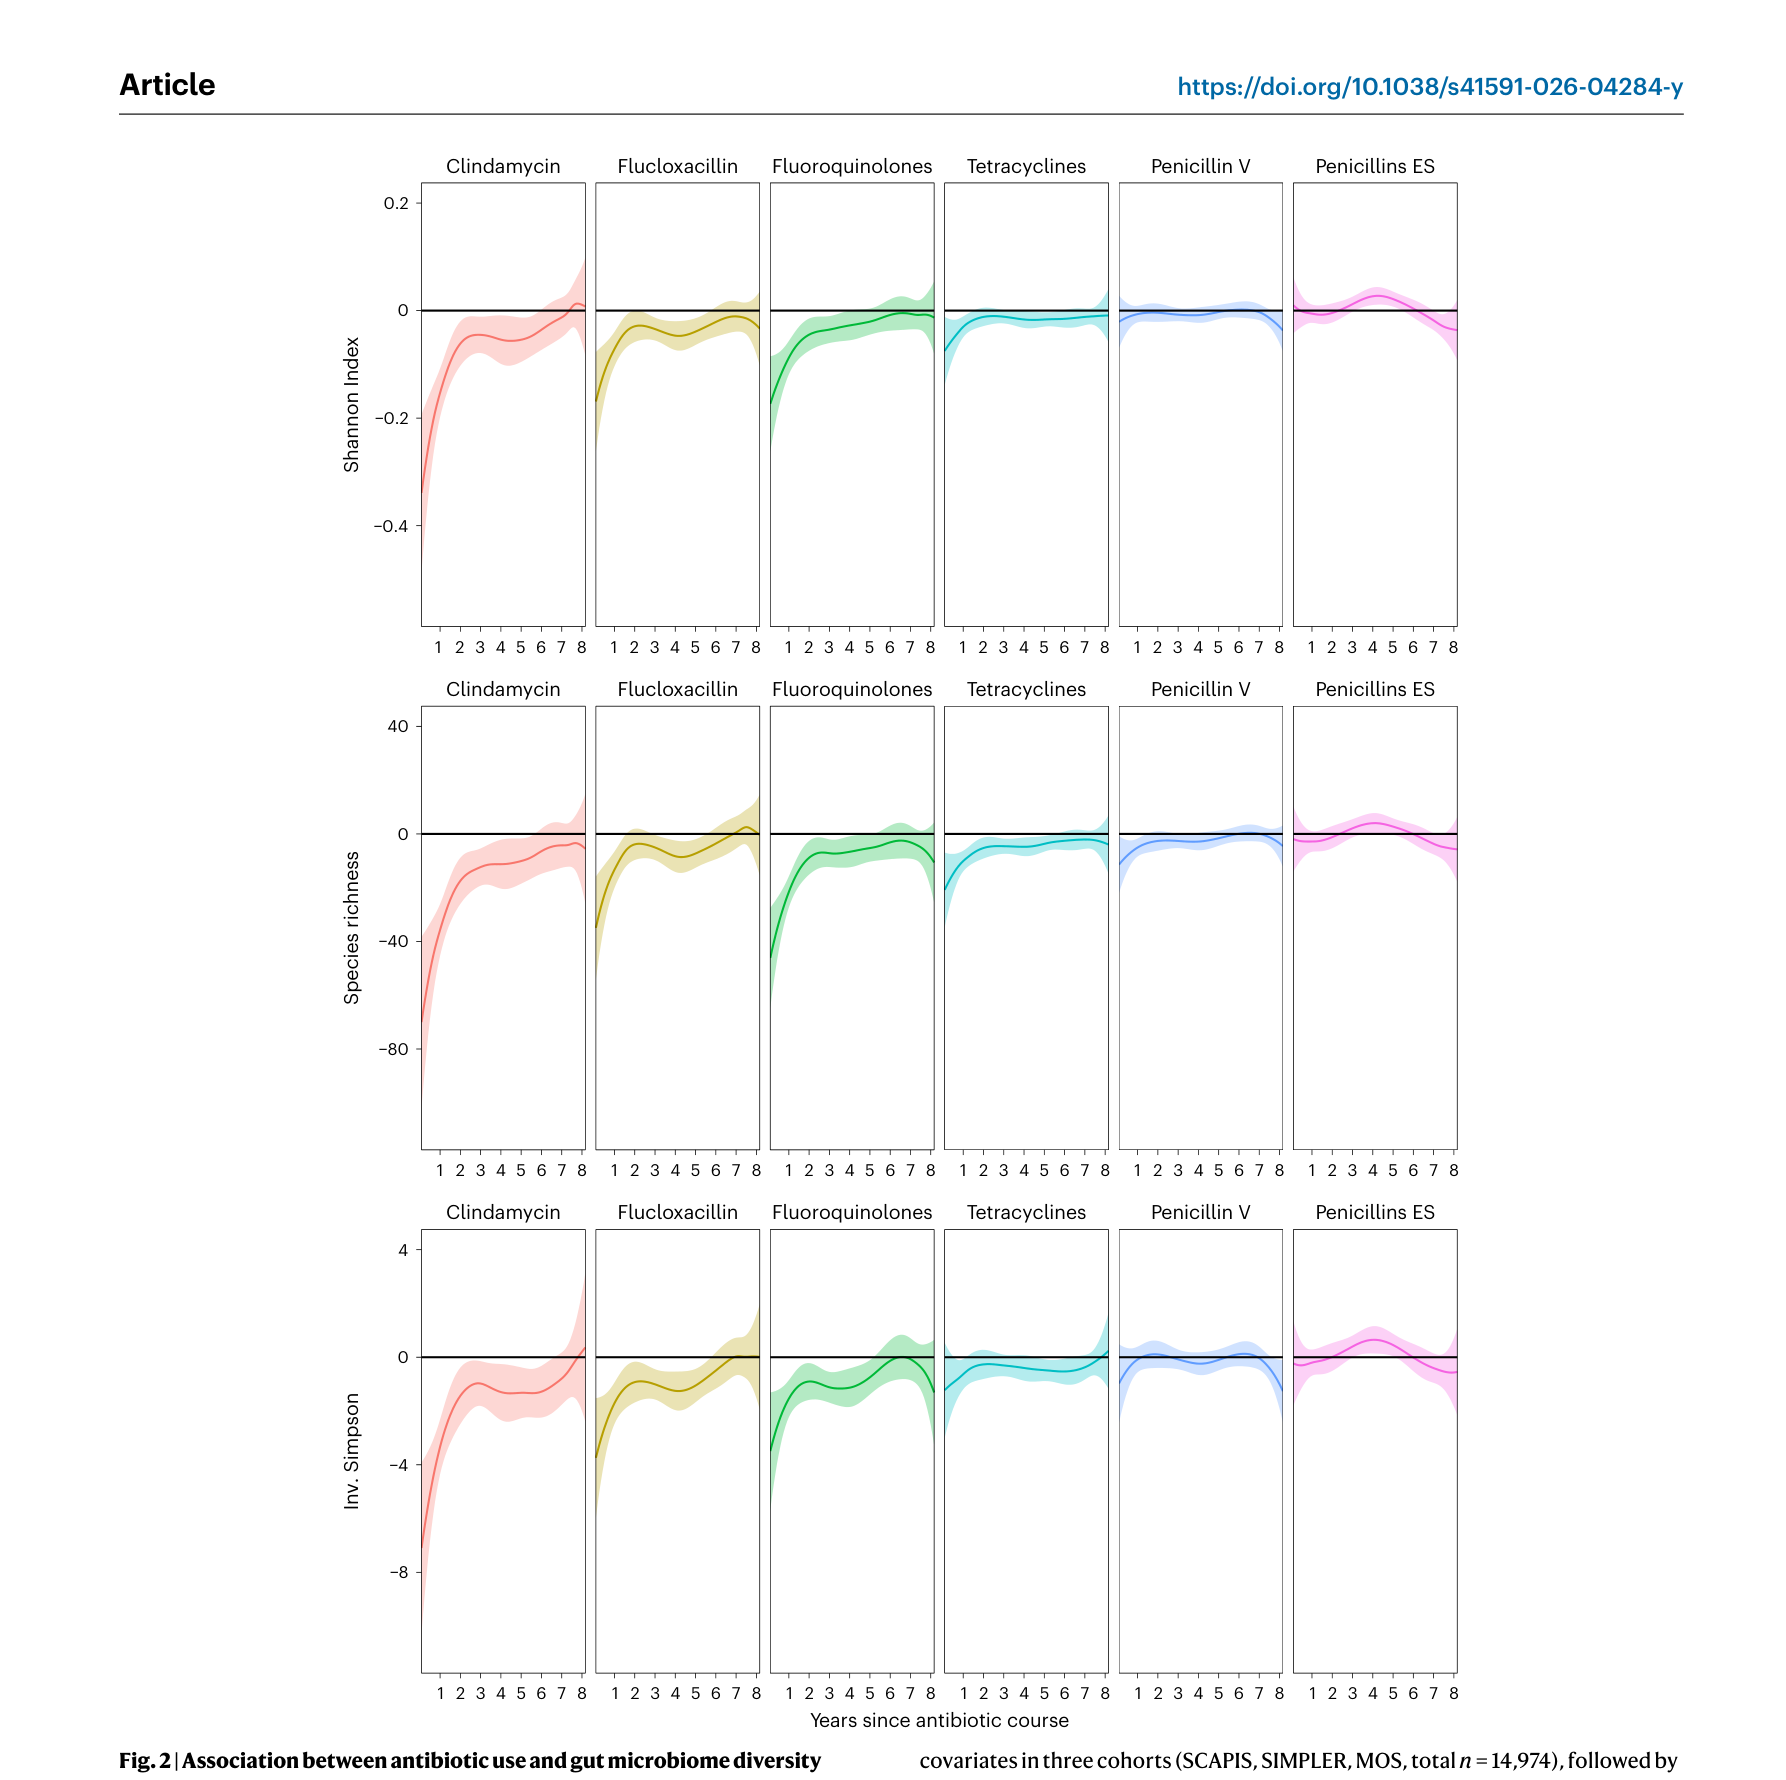 Article
https://doi.org/10.1038/s41591-026-04284-y
Clindamycin Flucloxacillin Fluoroquinolones Tetracyclines Penicillin V Penicillins ES
0.2
0
−0.2
−0.4
Shannon Index
1 2 3 4 5 6 7 8 1 2 3 4 5 6 7 8 1 2 3 4 5 6 7 8 1 2 3 4 5 6 7 8 1 2 3 4 5 6 7 8 1 2 3 4 5 6 7 8
Clindamycin Flucloxacillin Fluoroquinolones Tetracyclines Penicillin V Penicillins ES
40
0
−40
−80
Species richness
1 2 3 4 5 6 7 8 1 2 3 4 5 6 7 8 1 2 3 4 5 6 7 8 1 2 3 4 5 6 7 8 1 2 3 4 5 6 7 8 1 2 3 4 5 6 7 8
Clindamycin Flucloxacillin Fluoroquinolones Tetracyclines Penicillin V Penicillins ES
4
0
−4
−8
Inv. Simpson
1 2 3 4 5 6 7 8 1 2 3 4 5 6 7 8 1 2 3 4 5 6 7 8 1 2 3 4 5 6 7 8 1 2 3 4 5 6 7 8 1 2 3 4 5 6 7 8
Years since antibiotic course
Fig. 2 | Association between antibiotic use and gut microbiome diversity
covariates in three cohorts (SCAPIS, SIMPLER, MOS, total n = 14,974), followed by